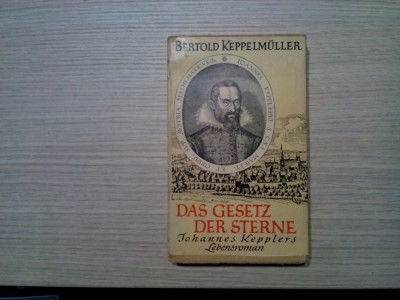 BERTOLD KEPPELMÜLLER
DAS GESETZ
DER STERNE
Johannes Kepplers
Lebensroman